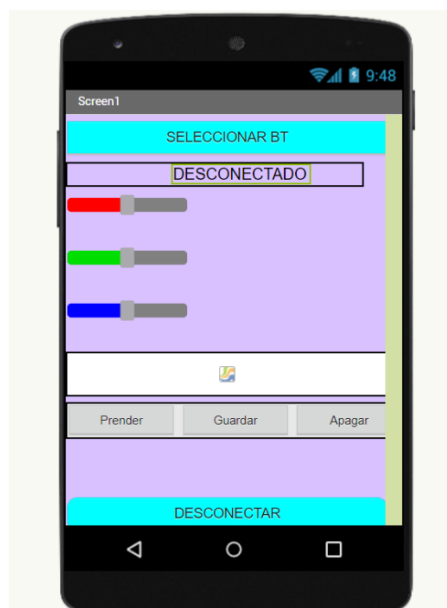 9:48
Screen1
SELECCIONAR BT
DESCONECTADO
Prender Guardar Apagar
DESCONECTAR